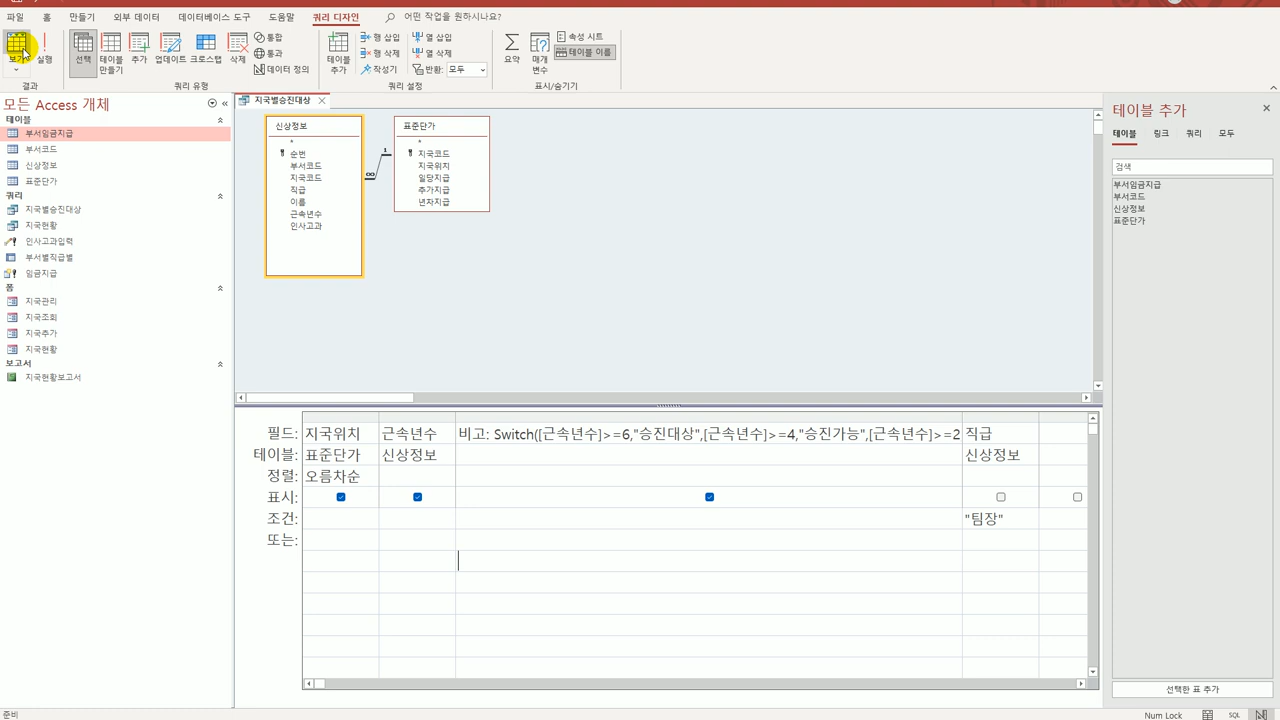 파일 홈 만들기 외부 데이터 데이터베이스 도구 도움말 쿼리 디자인 어떤 작업을 원하시나요?
보기 실행 선택 테이블 만들기 추가 업데이트 크로스탭 삭제 통합 통과 데이터 정의
테이블 추가 행 삽입 행 삭제 작성기 열 삽입 열 삭제 반환: 모두
요약 매개 변수 속성 시트 테이블 이름
결과 쿼리 유형 쿼리 설정 표시/숨기기
모든 Access 개체
테이블
부서임금지급
부서코드
신상정보
표준단가
쿼리
지국별승진대상
지국현황
인사고과입력
부서별직급별
임금지급
폼
지국관리
지국조회
지국추가
지국현황
보고서
지국현황보고서
지국별승진대상
신상정보
*
순번
부서코드
지국코드
직급
이름
근속년수
인사고과
∞ 1
표준단가
*
지국코드
지국위치
일당지급
추가지급
년차지급
필드: 지국위치 근속년수 비고: Switch([근속년수]>=6,"승진대상",[근속년수]>=4,"승진가능",[근속년수]>=2 직급
테이블: 표준단가 신상정보 신상정보
정렬: 오름차순
표시:
조건: "팀장"
또는:
테이블 추가
테이블 링크 쿼리 모두
검색
부서임금지급
부서코드
신상정보
표준단가
선택한 표 추가
준비 Num Lock SQL